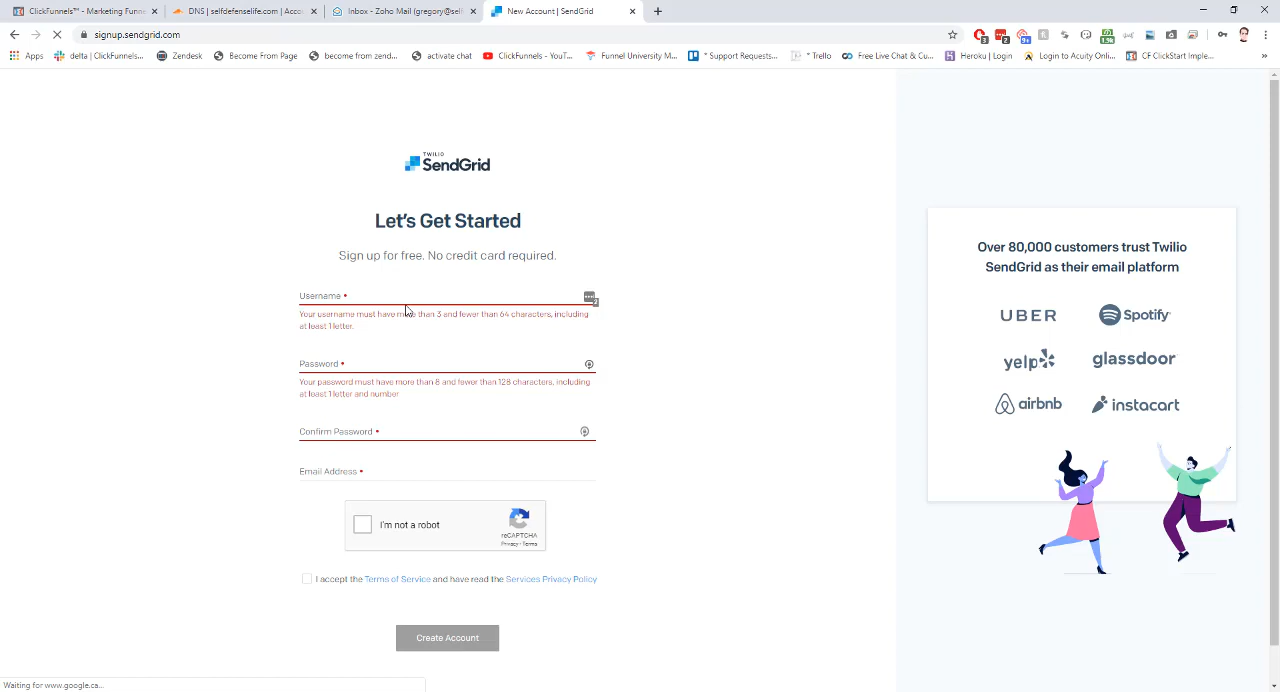 ClickFunnels™ - Marketing Funne
DNS | selfdefenselife.com | Acco
Inbox - Zoho Mail (gregory@self
New Account | SendGrid
signup.sendgrid.com
Apps
delta | ClickFunnels...
Zendesk
Become From Page
become from zend...
activate chat
ClickFunnels - YouT...
Funnel University M...
* Support Requests...
* Trello
Free Live Chat & Cu...
Heroku | Login
Login to Acuity Onli...
CF ClickStart Imple...
TWILIO
SendGrid
Let's Get Started
Sign up for free. No credit card required.
Username •
Your username must have more than 3 and fewer than 64 characters, including
at least 1 letter.
Password •
Your password must have more than 8 and fewer than 128 characters, including
at least 1 letter and number
Confirm Password •
Email Address •
I'm not a robot
reCAPTCHA
Privacy - Terms
I accept the Terms of Service and have read the Services Privacy Policy
Create Account
Over 80,000 customers trust Twilio
SendGrid as their email platform
UBER
Spotify
yelp
glassdoor
airbnb
instacart
Waiting for www.google.ca...